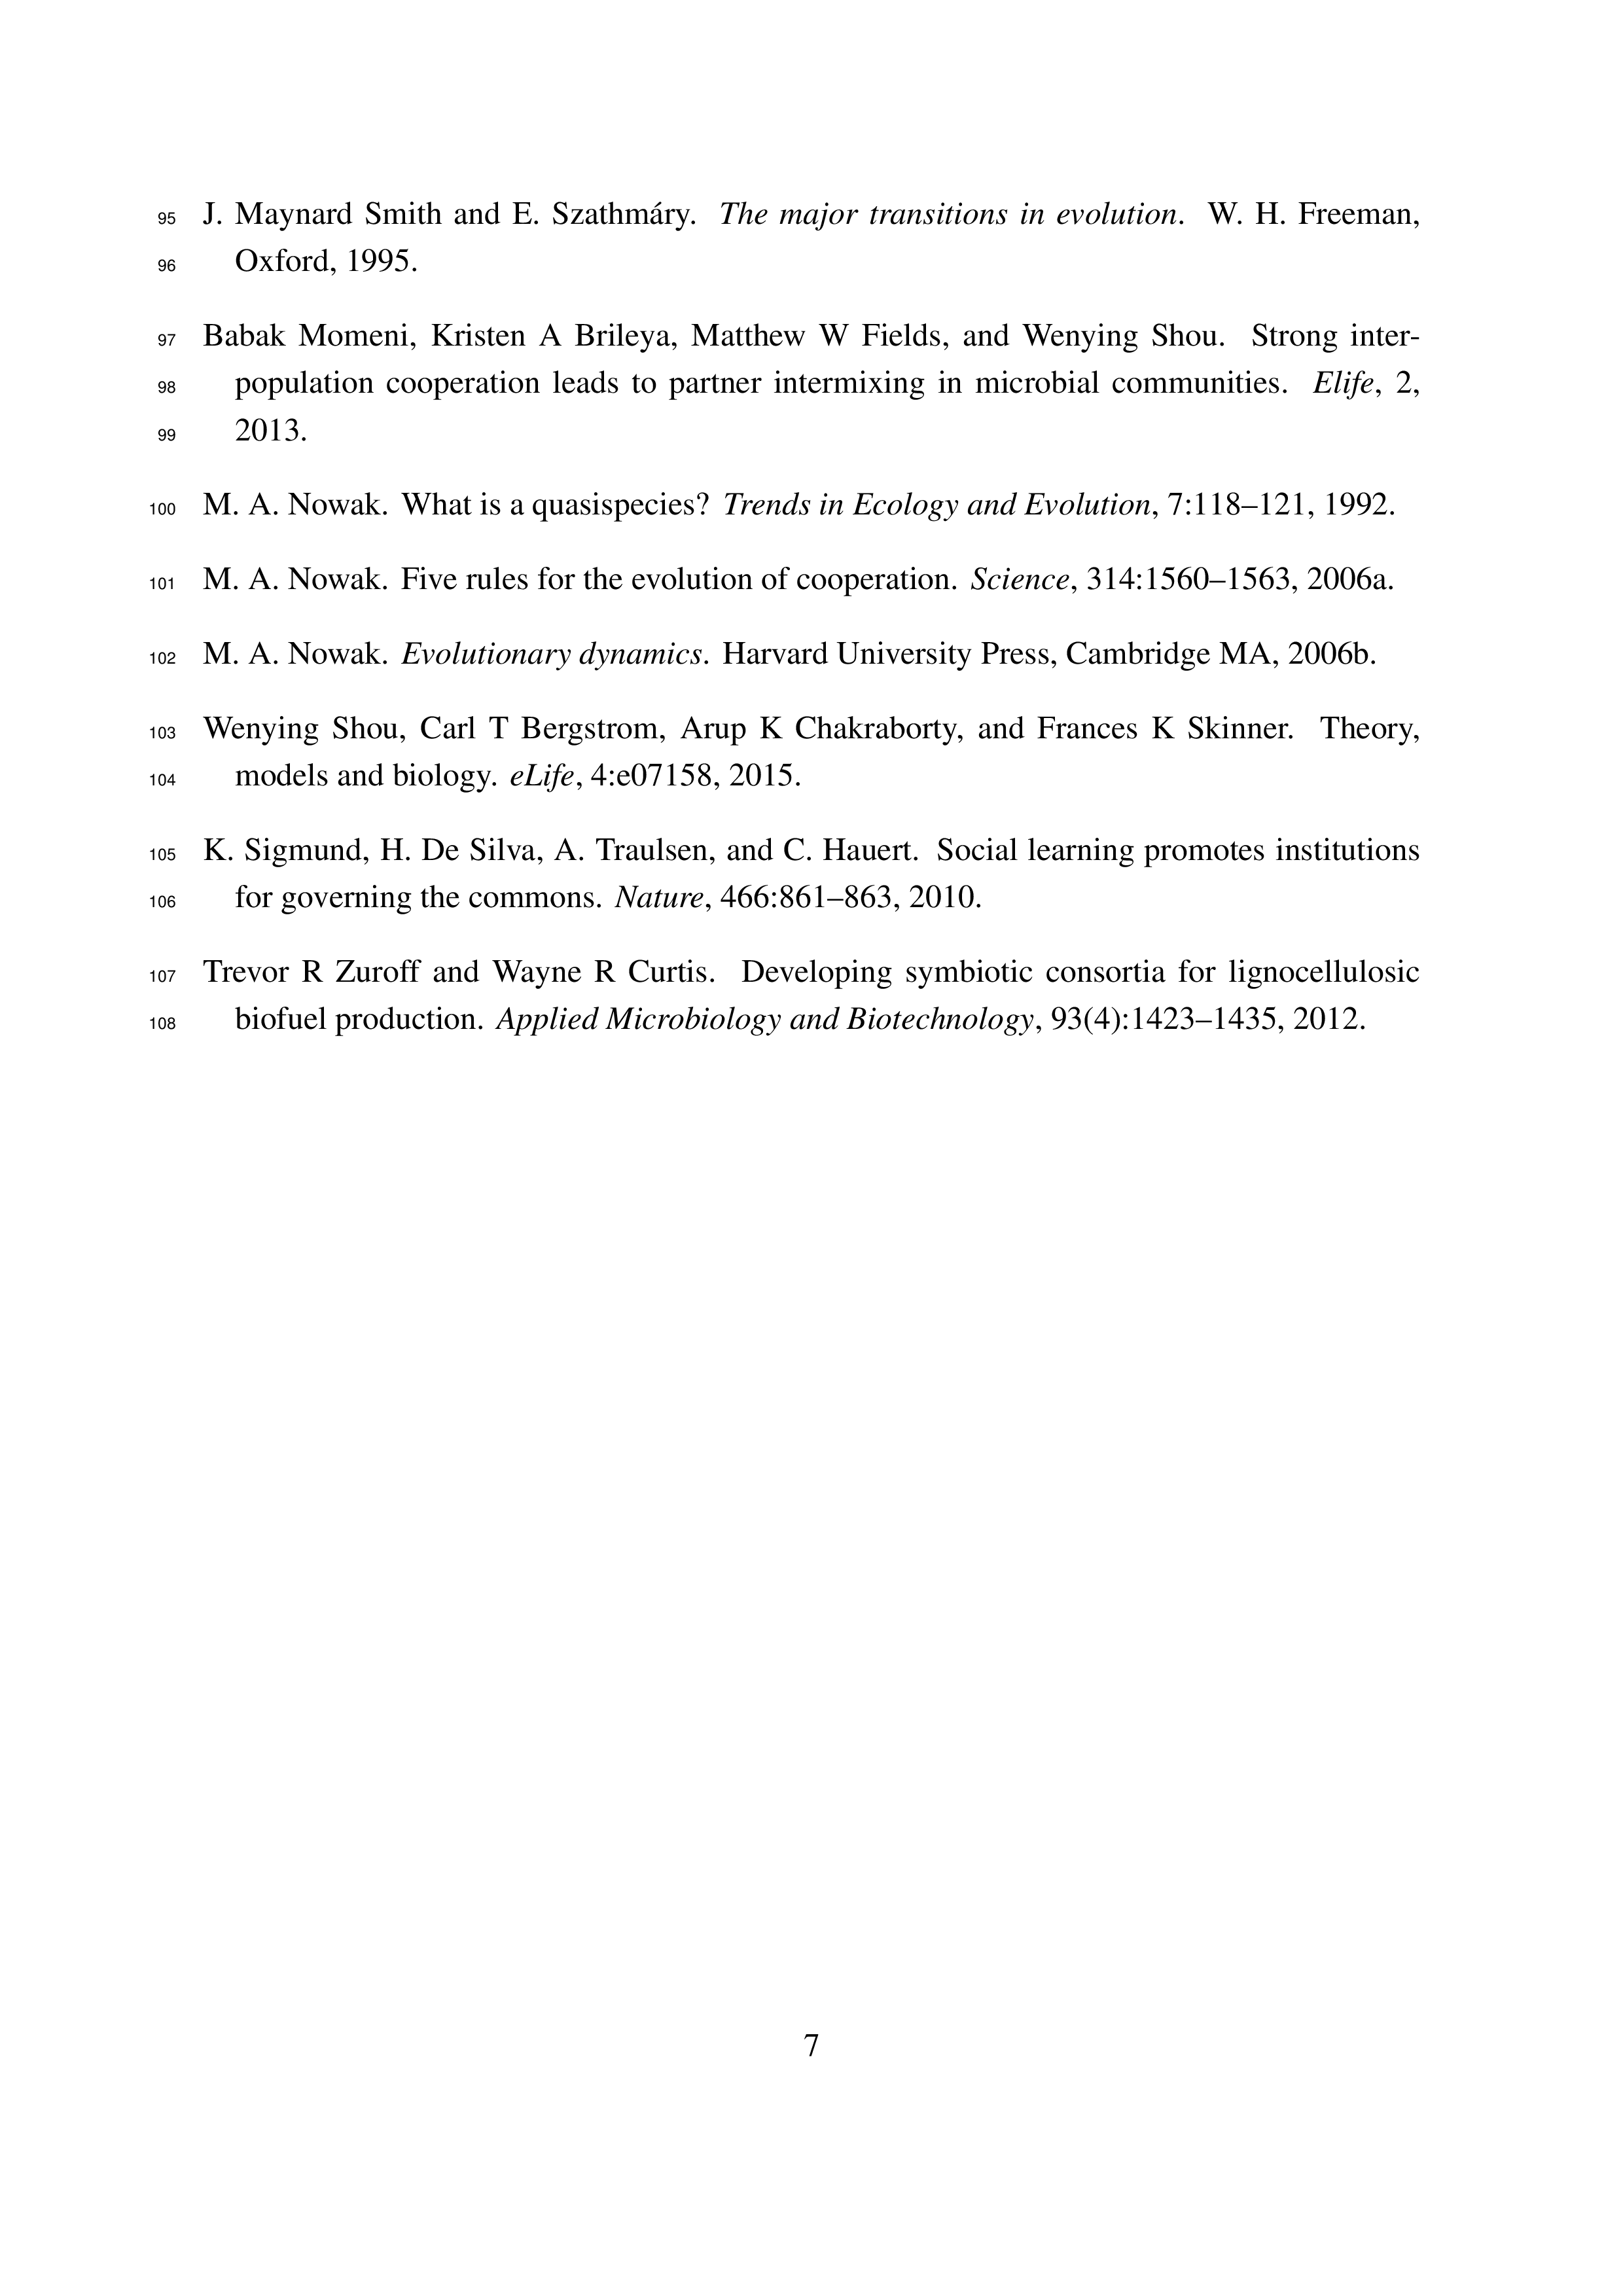 95 J. Maynard Smith and E. Szathmáry. The major transitions in evolution. W. H. Freeman,
96 Oxford, 1995.
97 Babak Momeni, Kristen A Brileya, Matthew W Fields, and Wenying Shou. Strong inter-
98 population cooperation leads to partner intermixing in microbial communities. Elife, 2,
99 2013.
100 M. A. Nowak. What is a quasispecies? Trends in Ecology and Evolution, 7:118–121, 1992.
101 M. A. Nowak. Five rules for the evolution of cooperation. Science, 314:1560–1563, 2006a.
102 M. A. Nowak. Evolutionary dynamics. Harvard University Press, Cambridge MA, 2006b.
103 Wenying Shou, Carl T Bergstrom, Arup K Chakraborty, and Frances K Skinner. Theory,
104 models and biology. eLife, 4:e07158, 2015.
105 K. Sigmund, H. De Silva, A. Traulsen, and C. Hauert. Social learning promotes institutions
106 for governing the commons. Nature, 466:861–863, 2010.
107 Trevor R Zuroff and Wayne R Curtis. Developing symbiotic consortia for lignocellulosic
108 biofuel production. Applied Microbiology and Biotechnology, 93(4):1423–1435, 2012.
7